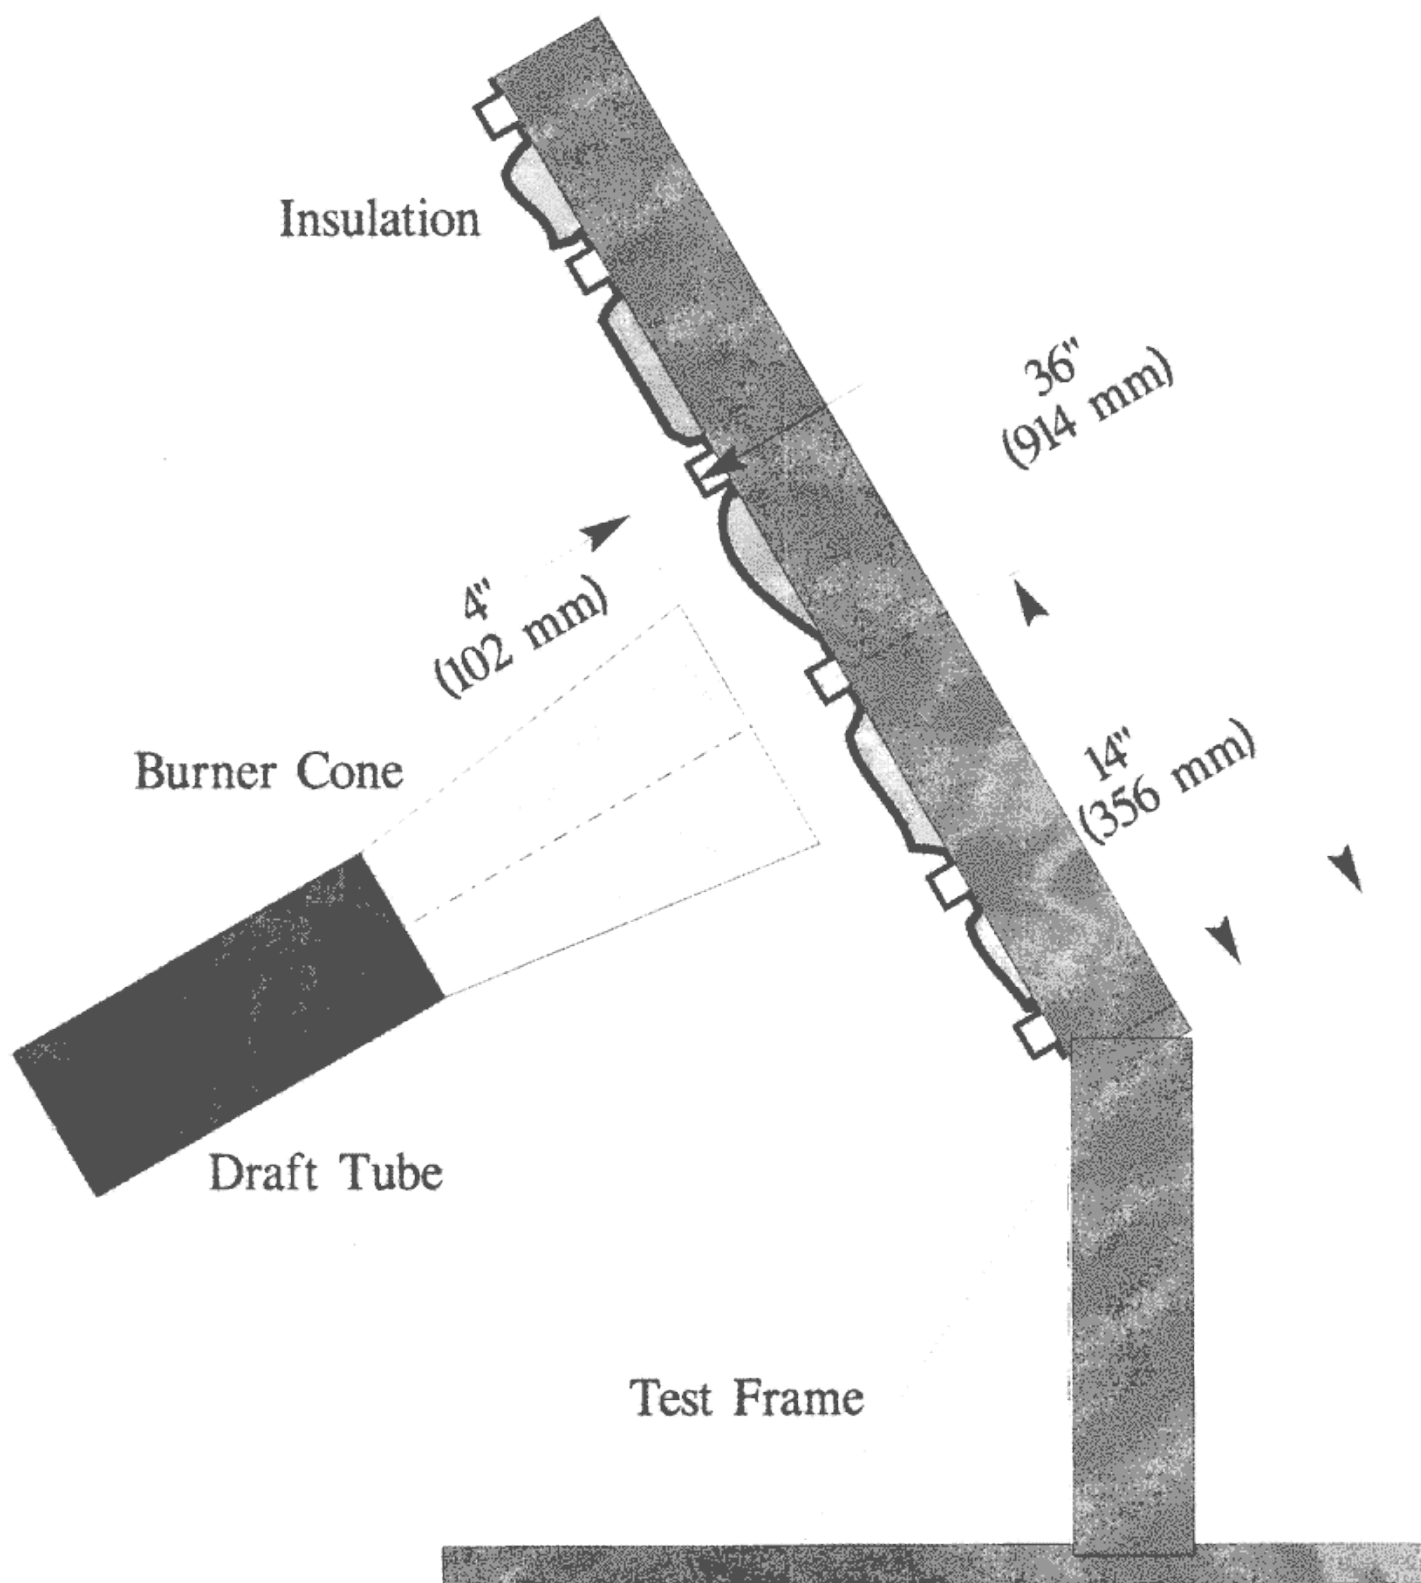 Insulation
36"
(914 mm)
4"
(102 mm)
14"
(356 mm)
Burner Cone
Draft Tube
Test Frame